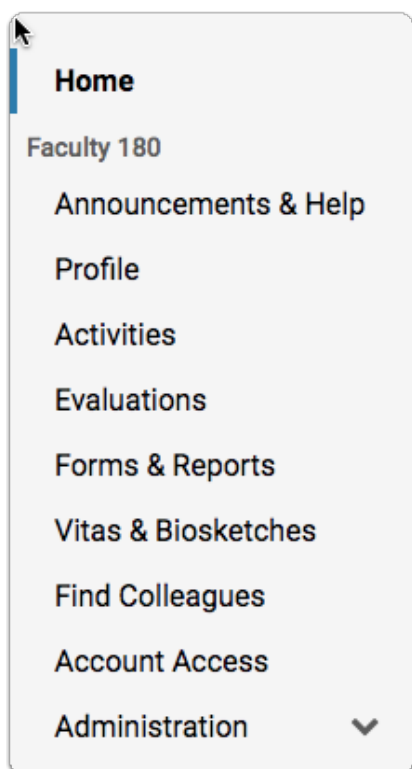 Home
Faculty 180
Announcements & Help
Profile
Activities
Evaluations
Forms & Reports
Vitas & Biosketches
Find Colleagues
Account Access
Administration